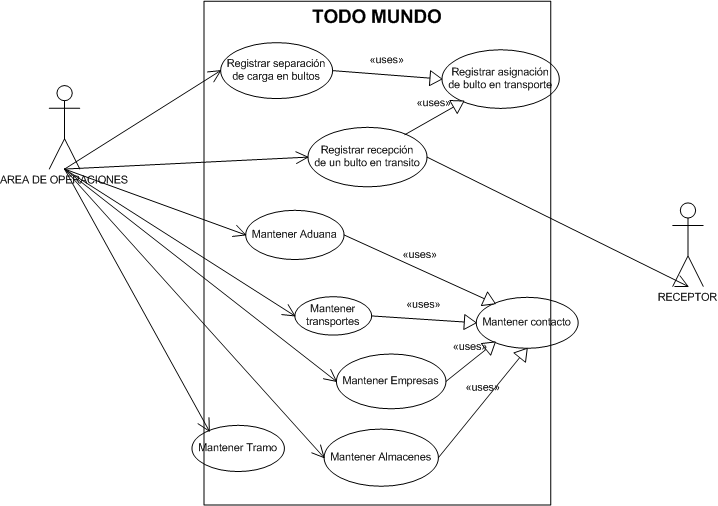 TODO MUNDO
Registrar separación
de carga en bultos
«uses»
Registrar asignación
de bulto en transporte
«uses»
Registrar recepción
de un bulto en transito
AREA DE OPERACIONES
Mantener Aduana
«uses»
RECEPTOR
Mantener
transportes
«uses»
Mantener contacto
«uses»
Mantener Empresas
«uses»
Mantener Tramo
Mantener Almacenes